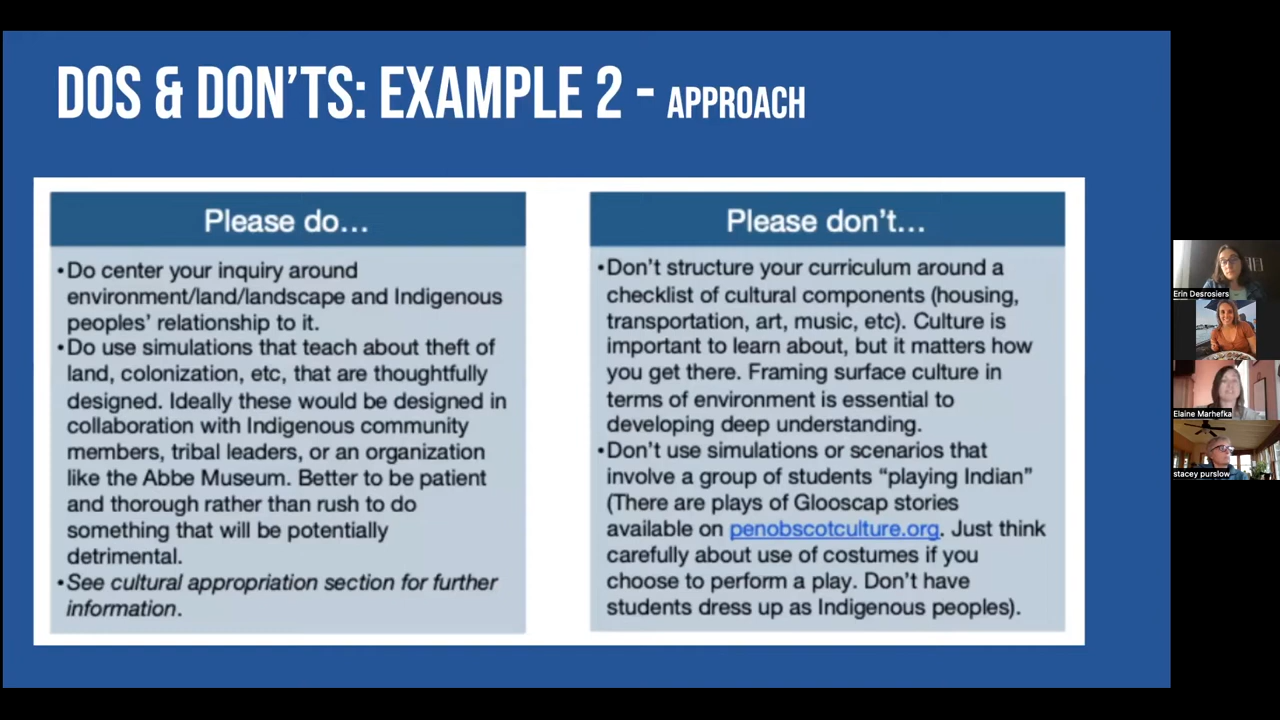 DOS & DON'TS: EXAMPLE 2 - APPROACH
Please do...
•Do center your inquiry around
environment/land/landscape and Indigenous
peoples' relationship to it.
•Do use simulations that teach about theft of
land, colonization, etc, that are thoughtfully
designed. Ideally these would be designed in
collaboration with Indigenous community
members, tribal leaders, or an organization
like the Abbe Museum. Better to be patient
and thorough rather than rush to do
something that will be potentially
detrimental.
•See cultural appropriation section for further
information.
Please don't...
•Don't structure your curriculum around a
checklist of cultural components (housing,
transportation, art, music, etc). Culture is
important to learn about, but it matters how
you get there. Framing surface culture in
terms of environment is essential to
developing deep understanding.
•Don't use simulations or scenarios that
involve a group of students “playing Indian”
(There are plays of Glooscap stories
available on penobscotculture.org. Just think
carefully about use of costumes if you
choose to perform a play. Don't have
students dress up as Indigenous peoples).
Erin Desrosiers
Elaine Marhefka
stacey purslow